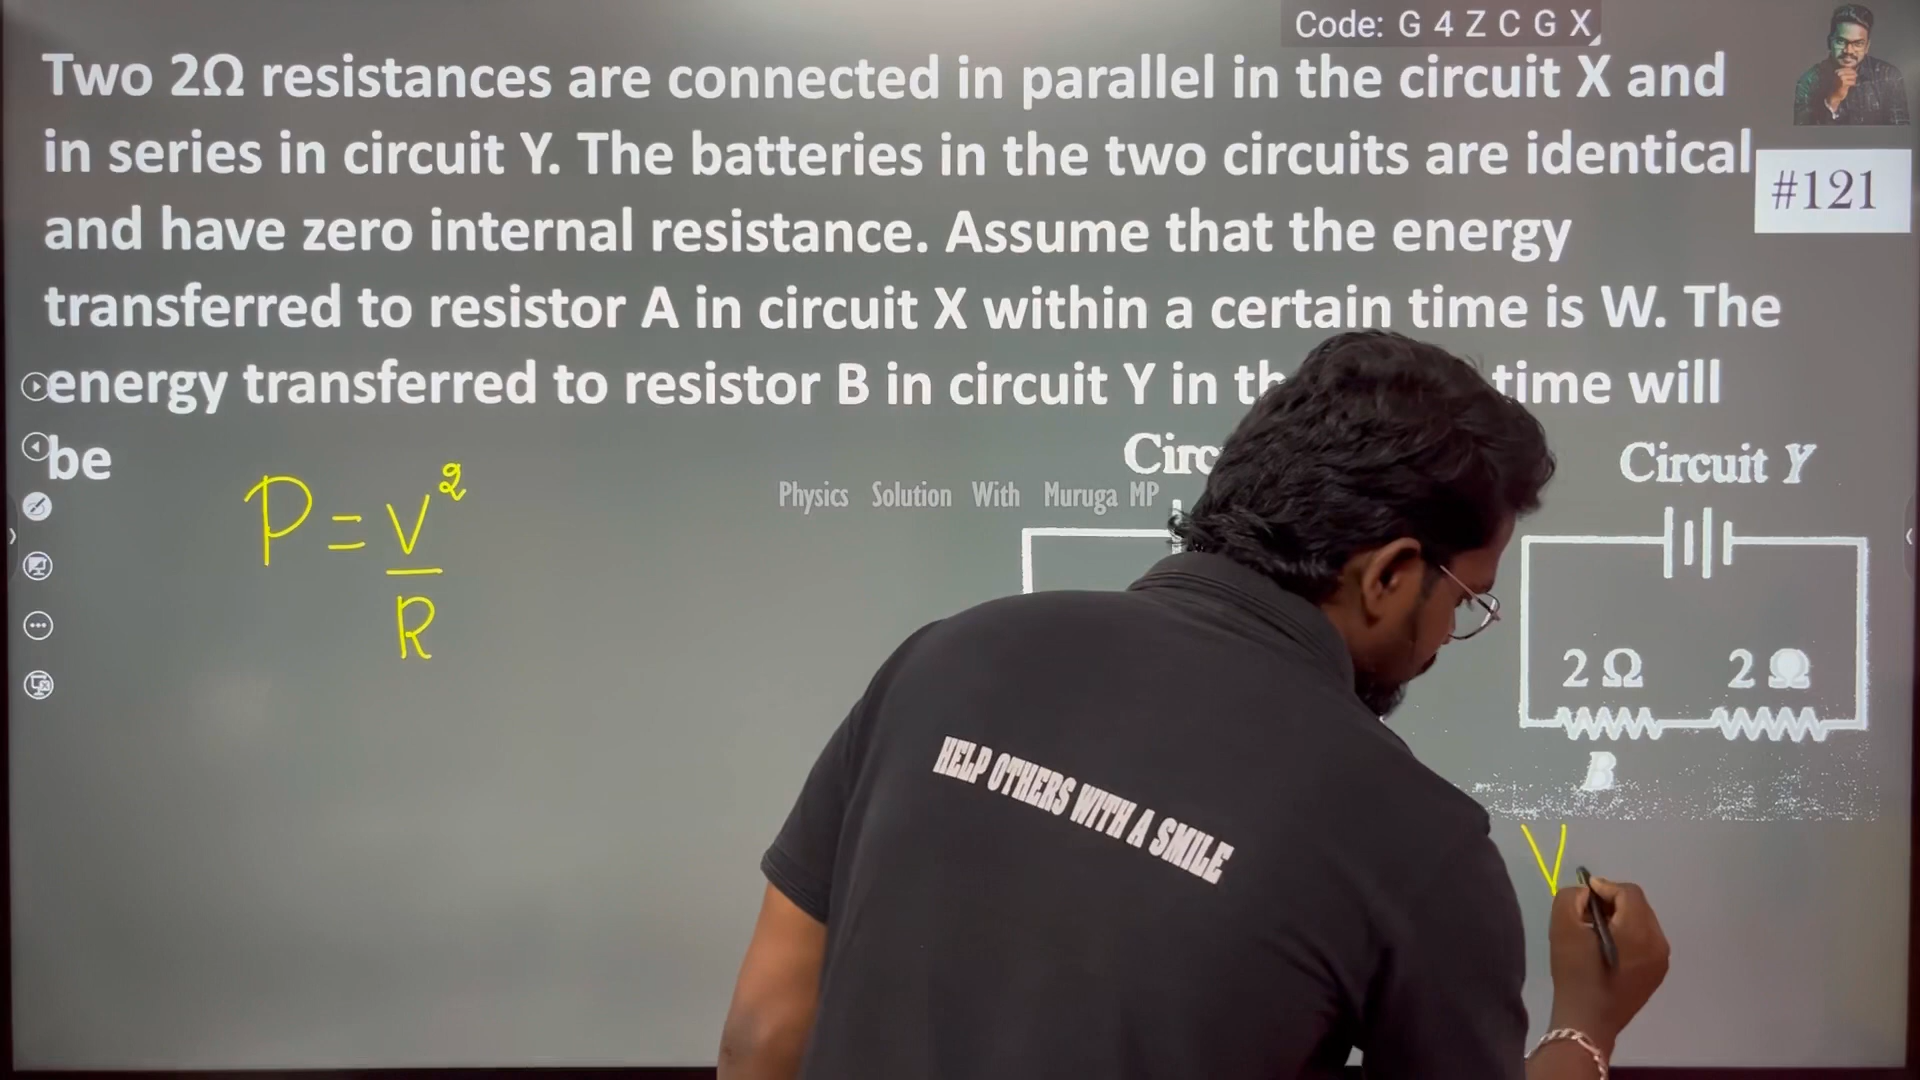 Code: G 4 Z C G X
Two 2Ω resistances are connected in parallel in the circuit X and
in series in circuit Y. The batteries in the two circuits are identical
#121
and have zero internal resistance. Assume that the energy
transferred to resistor A in circuit X within a certain time is W. The
energy transferred to resistor B in circuit Y in time will
be
Circuit Y
Physics Solution With Muruga MP
P = V²
R
2 Ω 2 Ω
B
HELP OTHERS WITH A SMILE
V